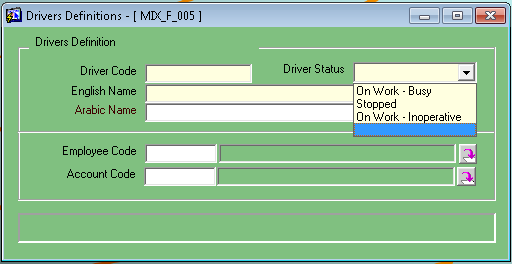 Drivers Definitions - [ MIX_F_005 ]
Drivers Definition
Driver Code
Driver Status
English Name
On Work - Busy
Stopped
Arabic Name
On Work - Inoperative
Employee Code
Account Code